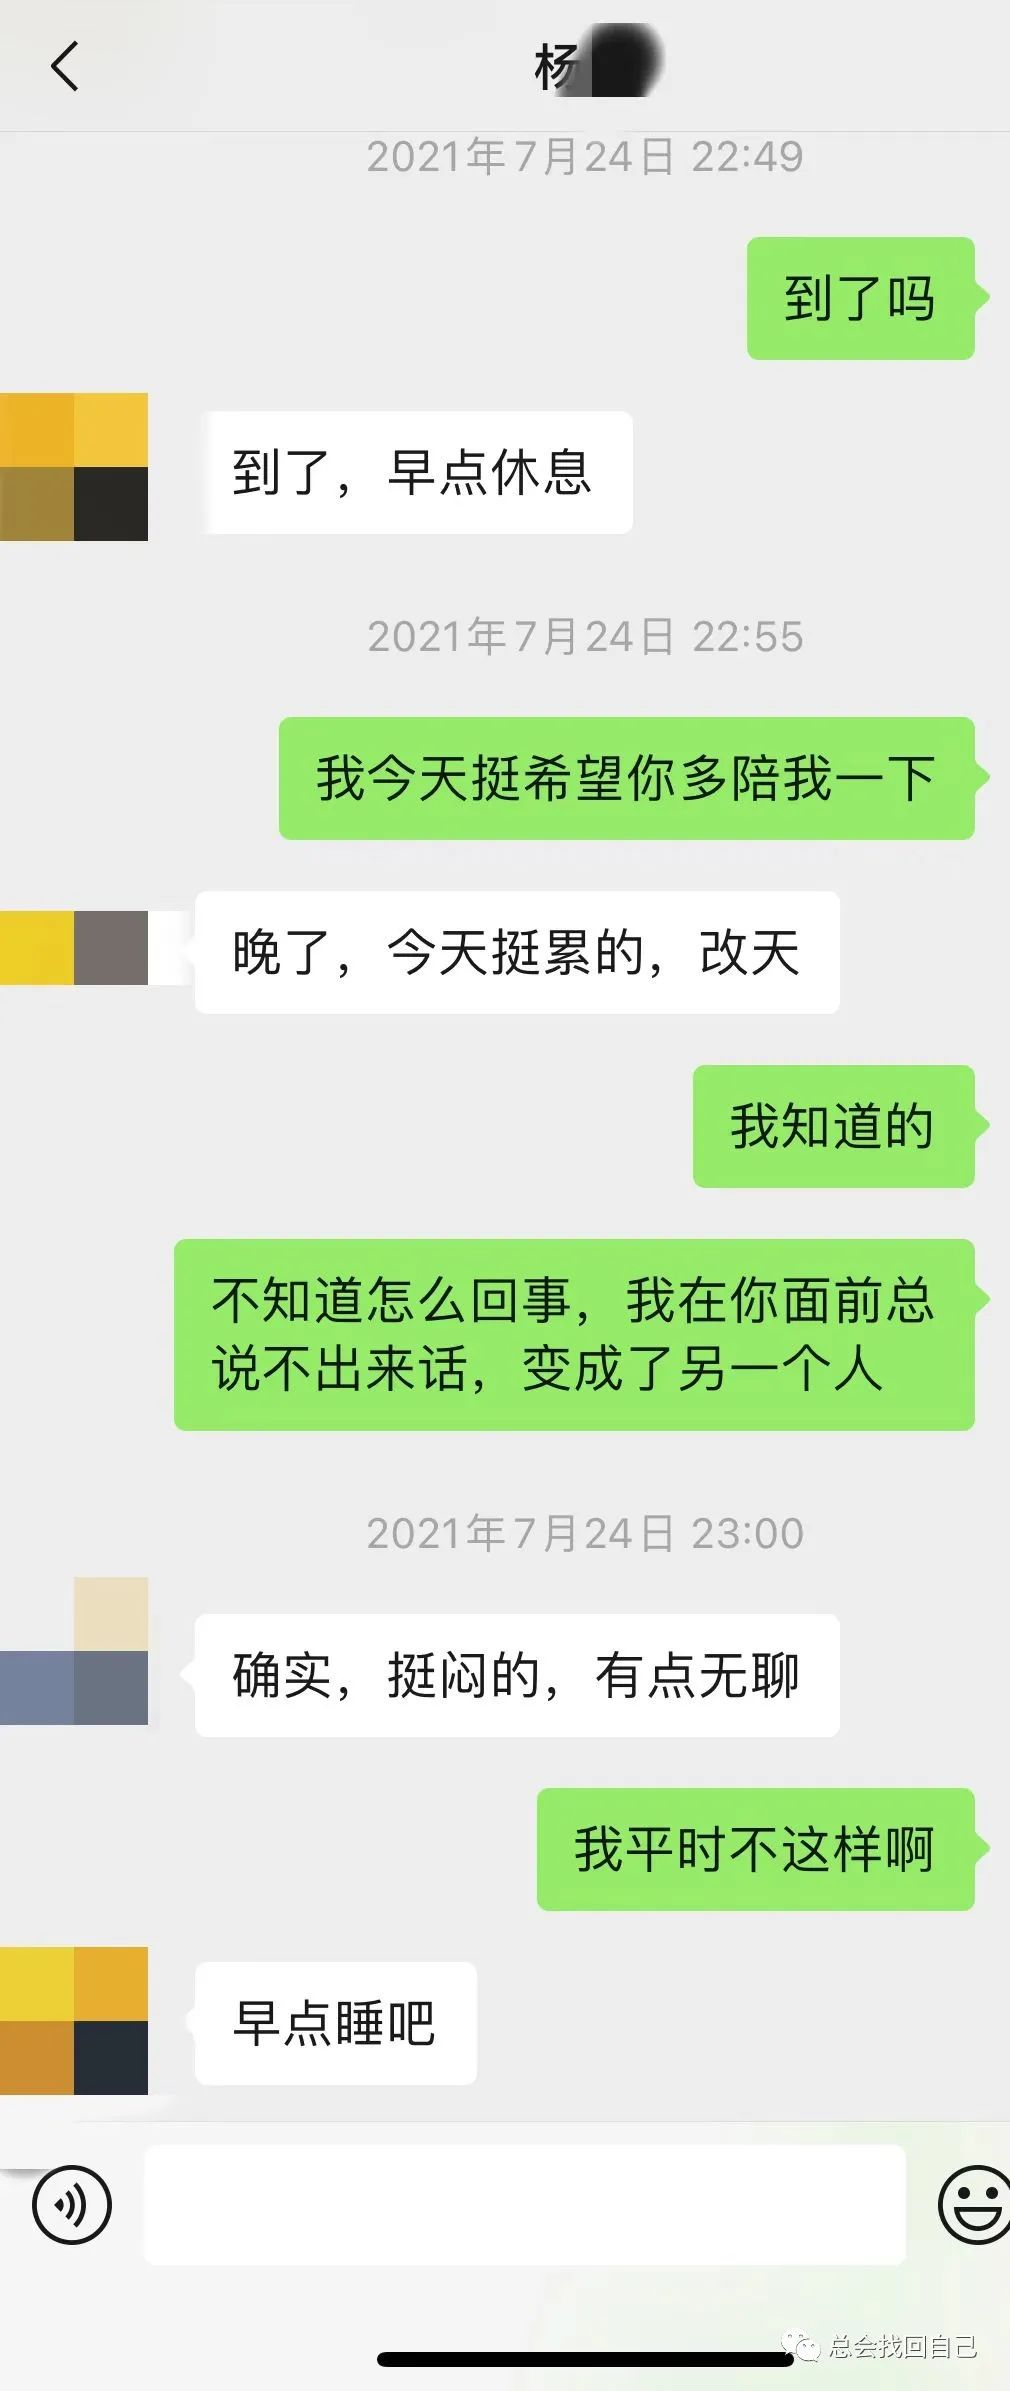 杨
2021年7月24日 22:49
到了吗
到了，早点休息
2021年7月24日 22:55
我今天挺希望你多陪我一下
晚了，今天挺累的，改天
我知道的
不知道怎么回事，我在你面前总
说不出来话，变成了另一个人
2021年7月24日 23:00
确实，挺闷的，有点无聊
我平时不这样啊
早点睡吧
总会找回自己